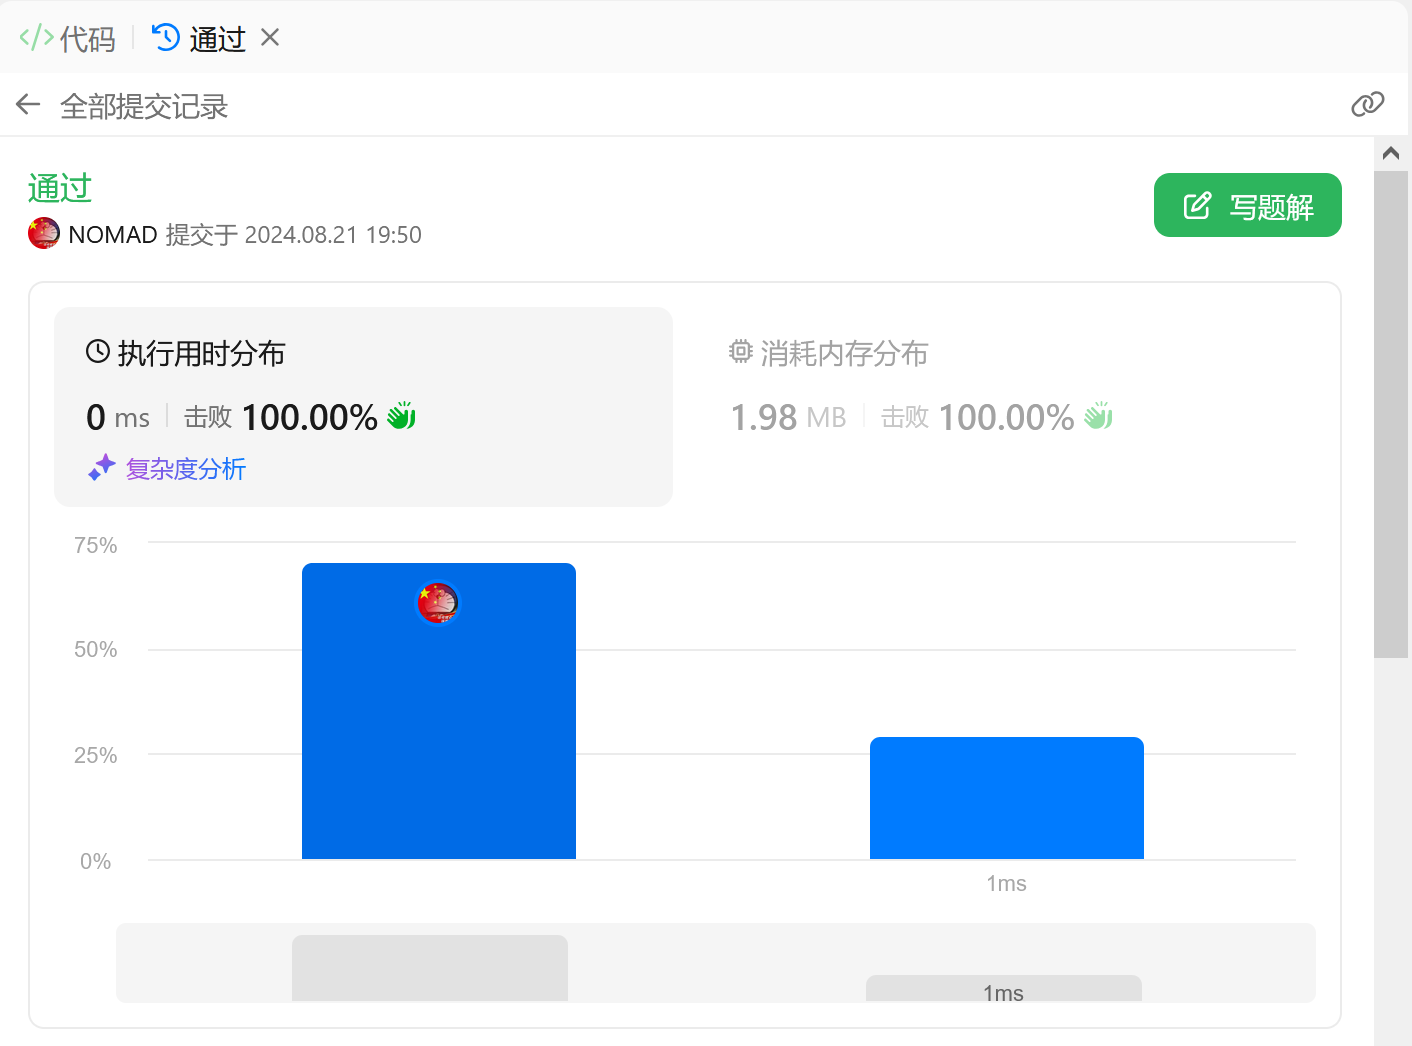 代码 通过
全部提交记录
通过
写题解
NOMAD 提交于 2024.08.21 19:50
执行用时分布
0 ms 击败 100.00%
复杂度分析
消耗内存分布
1.98 MB 击败 100.00%
75%
50%
25%
0%
1ms
1ms